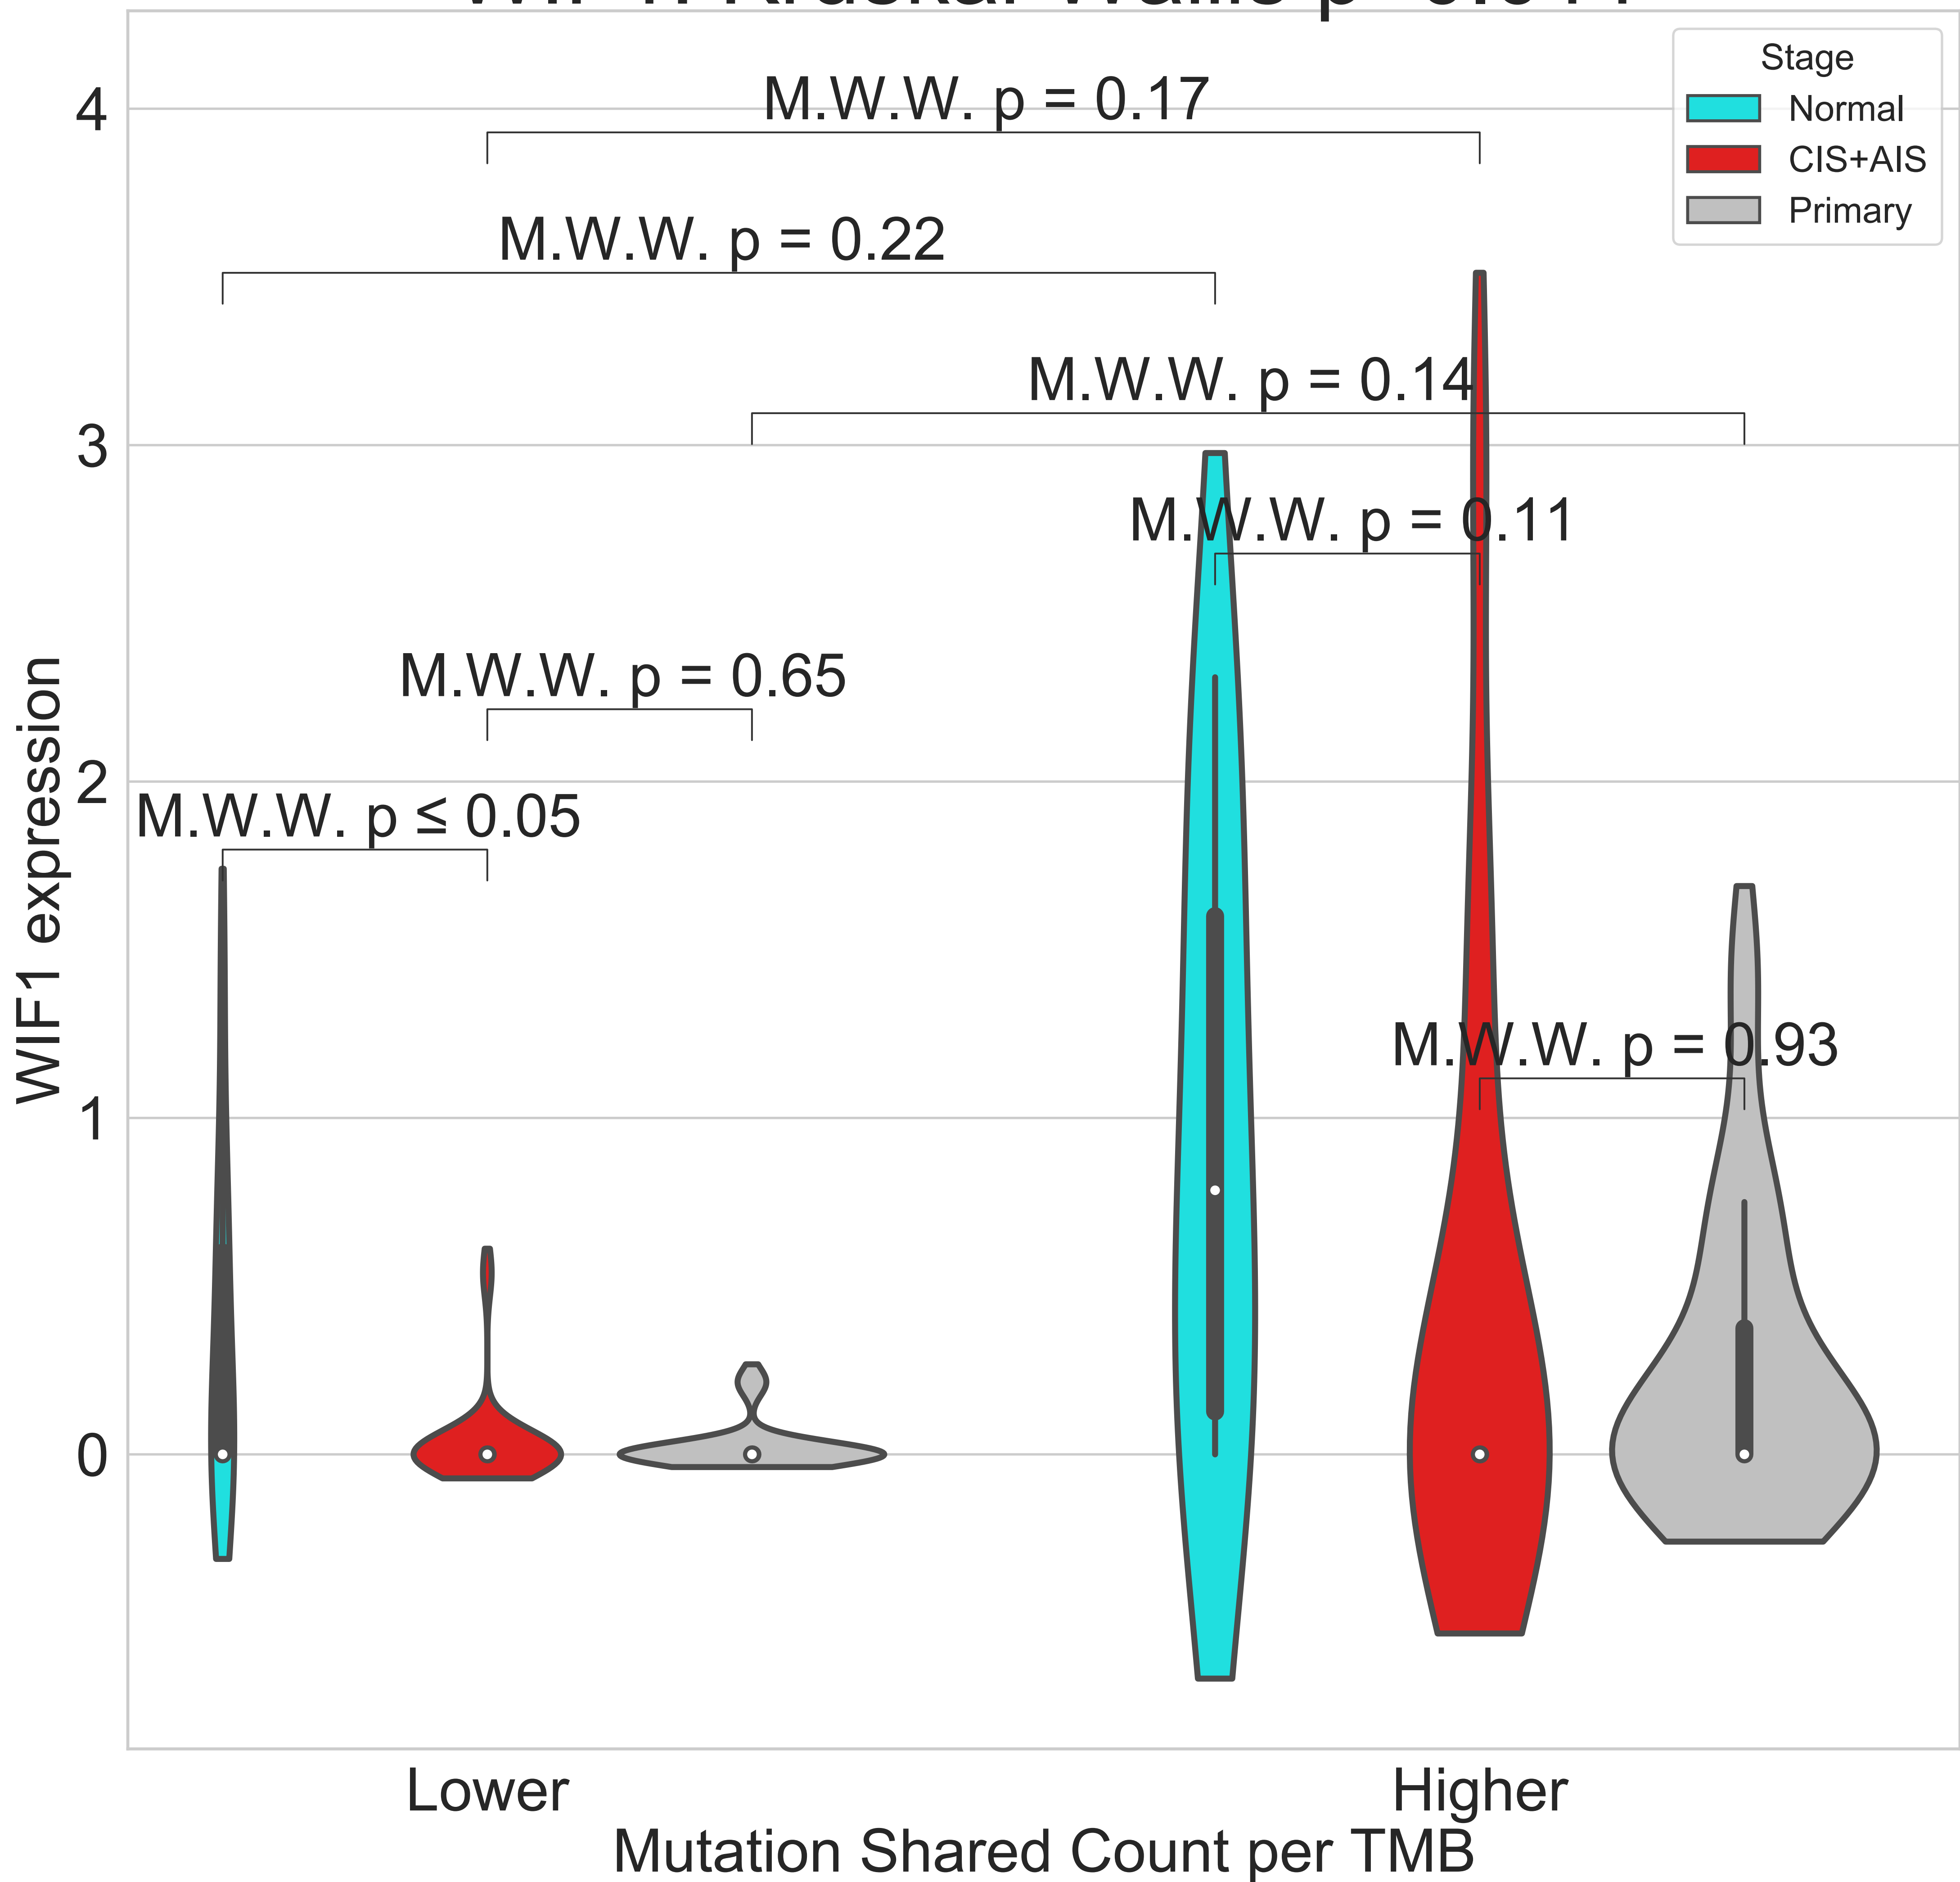 Stage
Normal
CIS+AIS
Primary
M.W.W. p = 0.17
M.W.W. p = 0.22
M.W.W. p = 0.14
M.W.W. p = 0.11
M.W.W. p = 0.65
M.W.W. p ≤ 0.05
M.W.W. p = 0.93
4
3
2
1
0
WIF1 expression
Lower
Higher
Mutation Shared Count per TMB